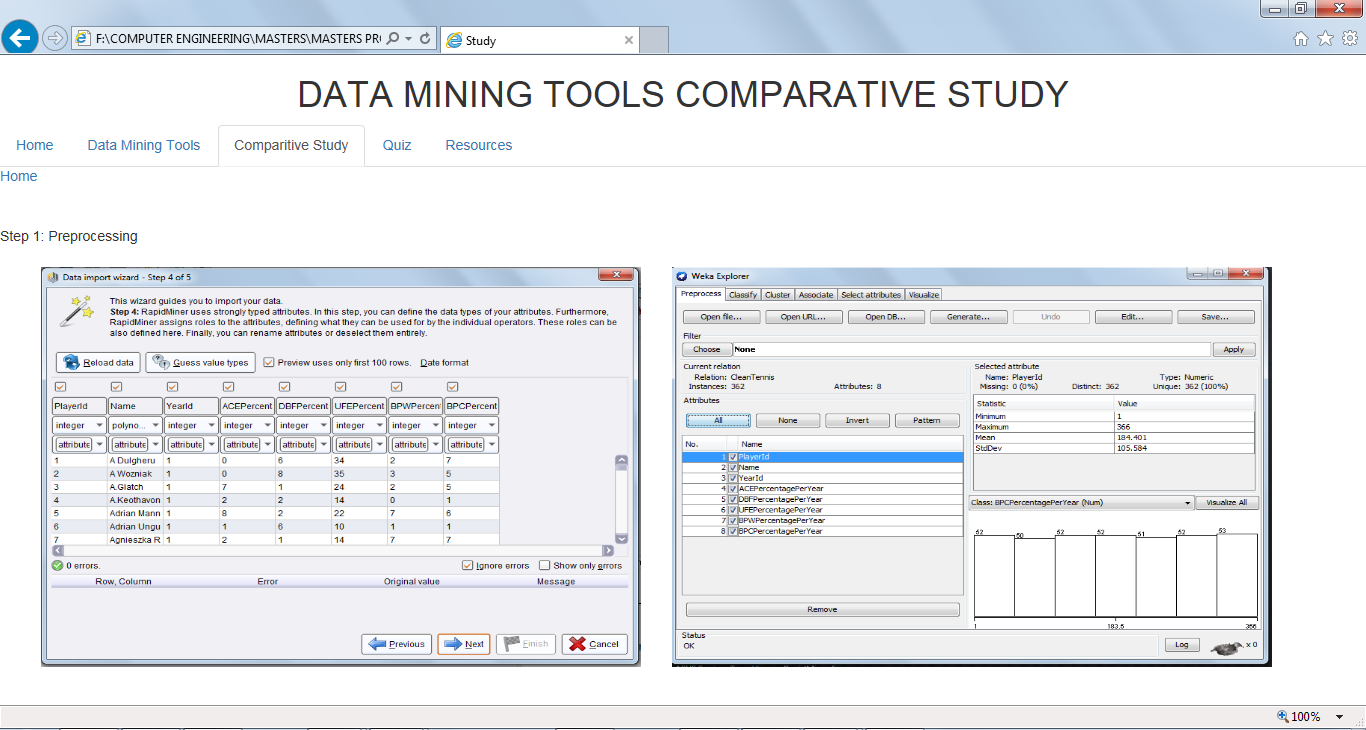 F:\COMPUTER ENGINEERING\MASTERS\MASTERS PR
Study
DATA MINING TOOLS COMPARATIVE STUDY
Home
Data Mining Tools
Comparitive Study
Quiz
Resources
Home
Step 1: Preprocessing
Data import wizard - Step 4 of 5
This wizard guides you to import your data.
Step 4: RapidMiner uses strongly typed attributes. In this step, you can define the data types of your attributes. Furthermore,
RapidMiner assigns roles to the attributes, defining what they can be used for by the individual operators. These roles can be
also defined here. Finally, you can rename attributes or deselect them entirely.
Reload data
Guess value types
Preview uses only first 100 rows.
Date format
PlayerId Name YearId ACEPercent DBFPercent UFEPercent BPWPercent BPCPercent
integer polyno... integer integer integer integer integer integer
attribute attribute attribute attribute attribute attribute attribute attribute
1 A Dulgheru 1 0 6 34 2 7
2 A Wozniak 1 0 8 35 3 5
3 A.Glatch 1 7 1 24 2 5
4 A.Keothavon 1 2 2 14 0 1
5 Adrian Mann 1 8 2 22 7 6
6 Adrian Ungu 1 1 6 10 1 1
7 Agnieszka R 1 2 1 14 7 7
0 errors.
Ignore errors
Show only errors
Row, Column Error Original value Message
Previous
Next
Finish
Cancel
Weka Explorer
Preprocess Classify Cluster Associate Select attributes Visualize
Open file... Open URL... Open DB... Generate... Undo Edit... Save...
Filter
Choose None Apply
Current relation
Relation: CleanTennis
Instances: 362 Attributes: 8
Attributes
All None Invert Pattern
No. Name
1 PlayerId
2 Name
3 YearId
4 ACEPercentagePerYear
5 DBFPercentagePerYear
6 UFEPercentagePerYear
7 BPWPercentagePerYear
8 BPCPercentagePerYear
Remove
Selected attribute
Name: PlayerId Type: Numeric
Missing: 0 (0%) Distinct: 362 Unique: 362 (100%)
Statistic Value
Minimum 1
Maximum 366
Mean 184.401
StdDev 105.584
Class: BPCPercentagePerYear (Num) Visualize All
52 50 52 52 51 52 53
1 183.5 366
Status
OK
Log
x 0
100%